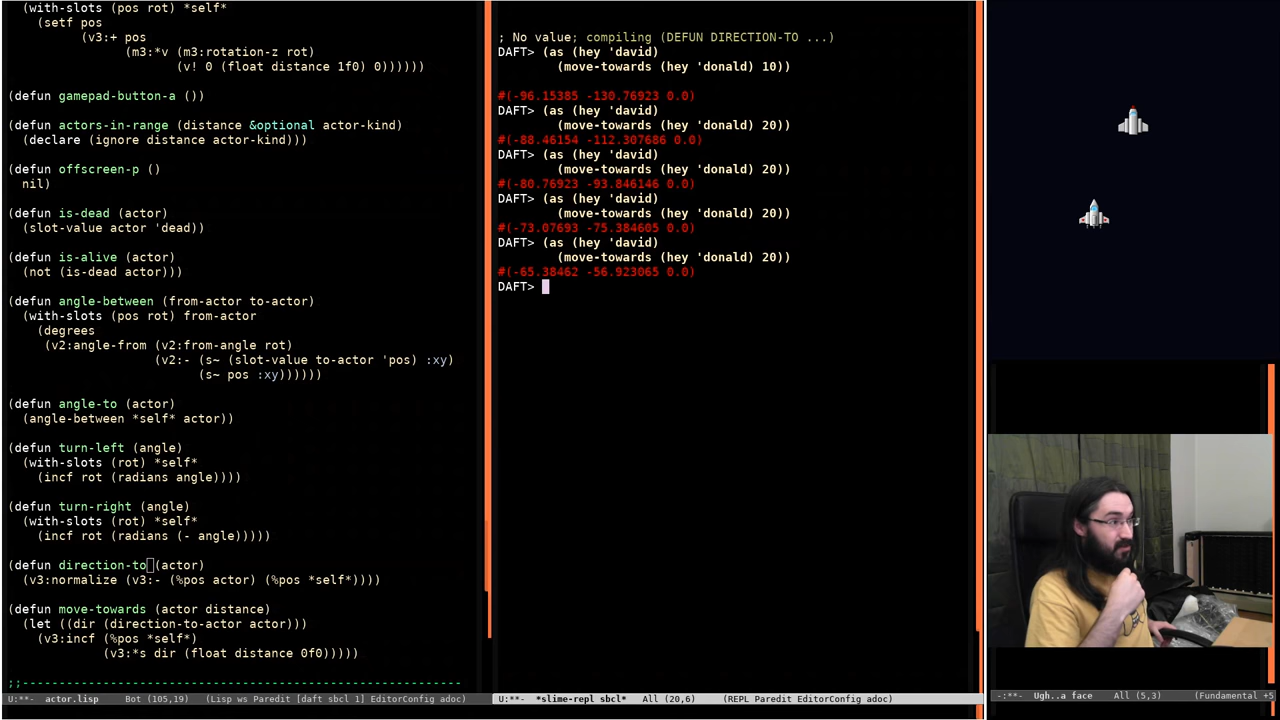 (with-slots (pos rot) *self*
(setf pos
(v3:+ pos
(m3:*v (m3:rotation-z rot)
(v! 0 (float distance 1f0) 0))))))
(defun gamepad-button-a ())
(defun actors-in-range (distance &optional actor-kind)
(declare (ignore distance actor-kind)))
(defun offscreen-p ()
nil)
(defun is-dead (actor)
(slot-value actor 'dead))
(defun is-alive (actor)
(not (is-dead actor)))
(defun angle-between (from-actor to-actor)
(with-slots (pos rot) from-actor
(degrees
(v2:angle-from (v2:from-angle rot)
(v2:- (s~ (slot-value to-actor 'pos) :xy)
(s~ pos :xy))))))
(defun angle-to (actor)
(angle-between *self* actor))
(defun turn-left (angle)
(with-slots (rot) *self*
(incf rot (radians angle))))
(defun turn-right (angle)
(with-slots (rot) *self*
(incf rot (radians (- angle)))))
(defun direction-to (actor)
(v3:normalize (v3:- (%pos actor) (%pos *self*))))
(defun move-towards (actor distance)
(let ((dir (direction-to-actor actor)))
(v3:incf (%pos *self*)
(v3:*s dir (float distance 0f0)))))
;;------------------------------------------------------------
U:**- actor.lisp Bot (105,19) (Lisp ws Paredit [daft sbcl 1] EditorConfig adoc)
; No value; compiling (DEFUN DIRECTION-TO ...)
DAFT> (as (hey 'david)
(move-towards (hey 'donald) 10))
#(-96.15385 -130.76923 0.0)
DAFT> (as (hey 'david)
(move-towards (hey 'donald) 20))
#(-88.46154 -112.307686 0.0)
DAFT> (as (hey 'david)
(move-towards (hey 'donald) 20))
#(-80.76923 -93.846146 0.0)
DAFT> (as (hey 'david)
(move-towards (hey 'donald) 20))
#(-73.07693 -75.384605 0.0)
DAFT> (as (hey 'david)
(move-towards (hey 'donald) 20))
#(-65.38462 -56.923065 0.0)
DAFT>
U:**- *slime-repl sbcl* All (20,6) (REPL Paredit EditorConfig adoc)
-:**- Ugh..a face All (5,3) (Fundamental +5